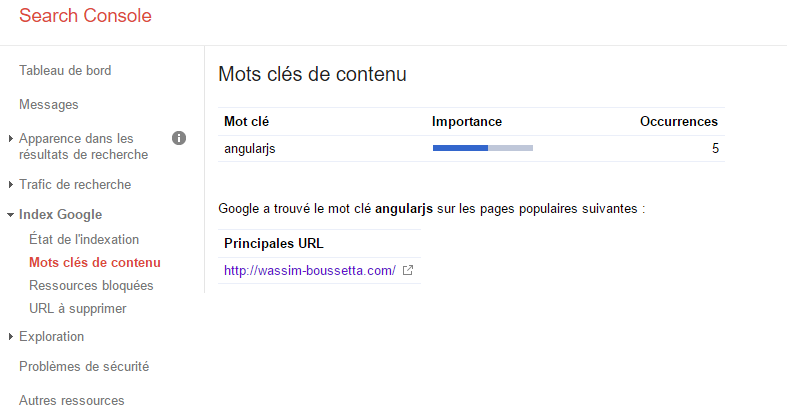 Search Console
Tableau de bord
Messages
Apparence dans les
résultats de recherche
Trafic de recherche
Index Google
État de l'indexation
Mots clés de contenu
Ressources bloquées
URL à supprimer
Exploration
Problèmes de sécurité
Autres ressources
Mots clés de contenu
Mot clé Importance Occurrences
angularjs 5
Google a trouvé le mot clé angularjs sur les pages populaires suivantes :
Principales URL
http://wassim-boussetta.com/